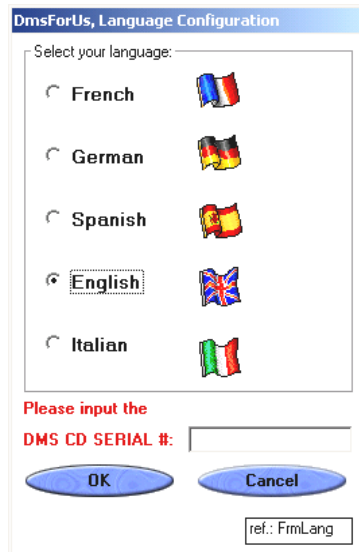 DmsForUs, Language Configuration
Select your language:
French
German
Spanish
English
Italian
Please input the
DMS CD SERIAL #:
OK Cancel
ref.: FrmLang